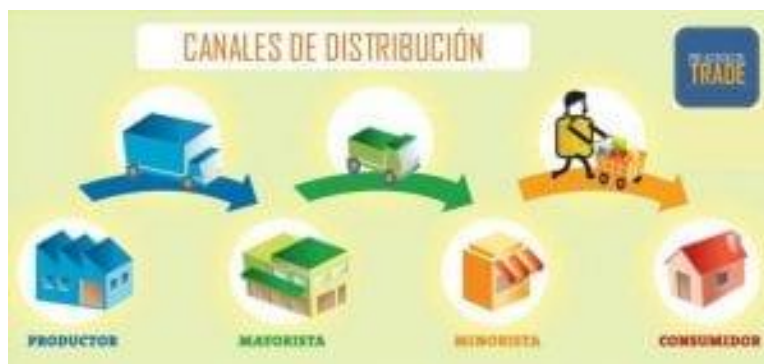 CANALES DE DISTRIBUCIÓN
TRADE
PRODUCTOR
MAYORISTA
MINORISTA
CONSUMIDOR